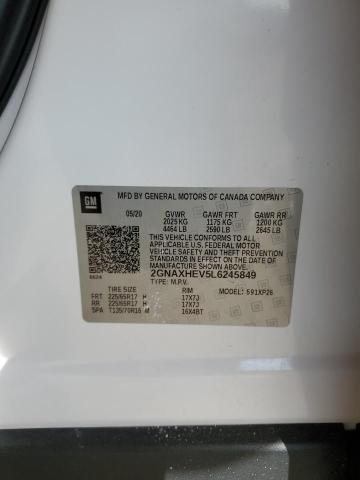 GM
MFD BY GENERAL MOTORS OF CANADA COMPANY
05/20 GVWR GAWR FRT GAWR RR
2025 KG 1175 KG 1200 KG
4464 LB 2590 LB 2645 LB
THIS VEHICLE CONFORMS TO ALL
APPLICABLE U.S. FEDERAL MOTOR
VEHICLE SAFETY AND THEFT PREVENTION
STANDARDS IN EFFECT ON THE DATE OF
MANUFACTURE SHOWN ABOVE.
2GNAXHEV5L6245849
TYPE: M.P.V. MODEL: 591XP26
TIRE SIZE RIM
FRT 225/65R17 H 17X7J
RR 225/65R17 H 17X7J
SPA T135/70R16 M 16X4BT